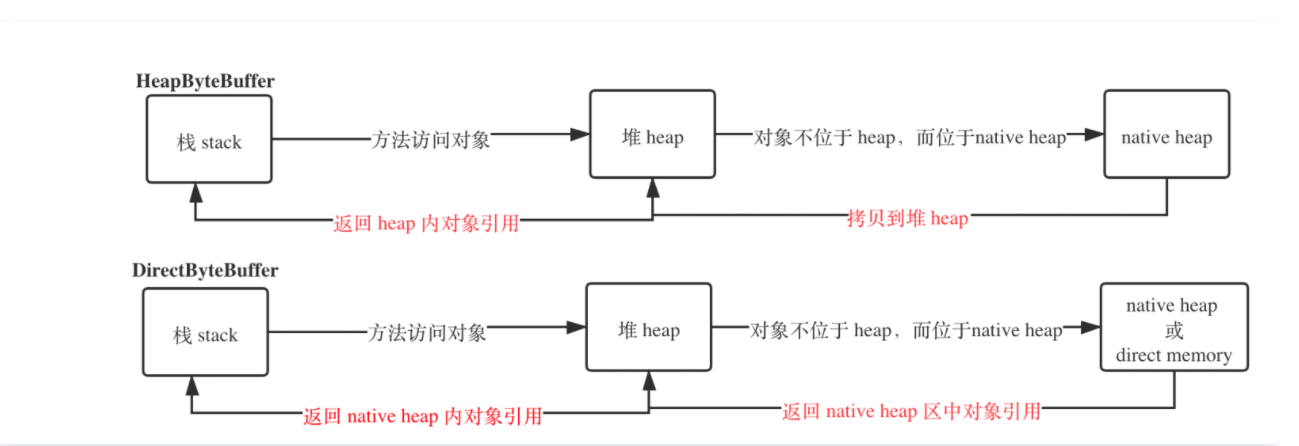 HeapByteBuffer
栈 stack
方法访问对象
堆 heap
对象不位于 heap，而位于native heap
native heap
返回 heap 内对象引用
拷贝到堆 heap
DirectByteBuffer
栈 stack
方法访问对象
堆 heap
对象不位于 heap，而位于native heap
native heap
或
direct memory
返回 native heap 内对象引用
返回 native heap 区中对象引用